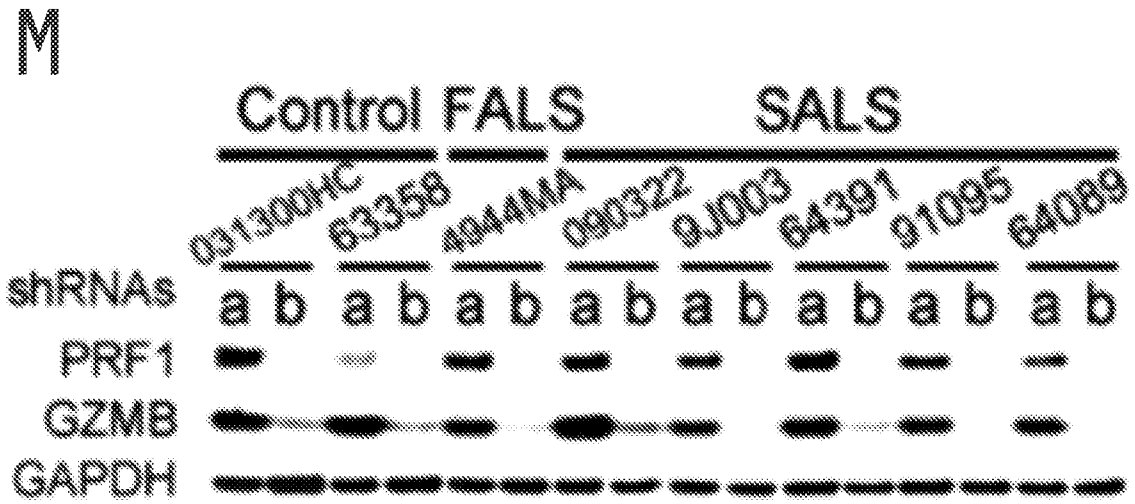 M
Control FALS SALS
031300HC 63358 4944MA 090322 9J003 64391 91095 64089
shRNAs a b a b a b a b a b a b a b a b
PRF1
GZMB
GAPDH